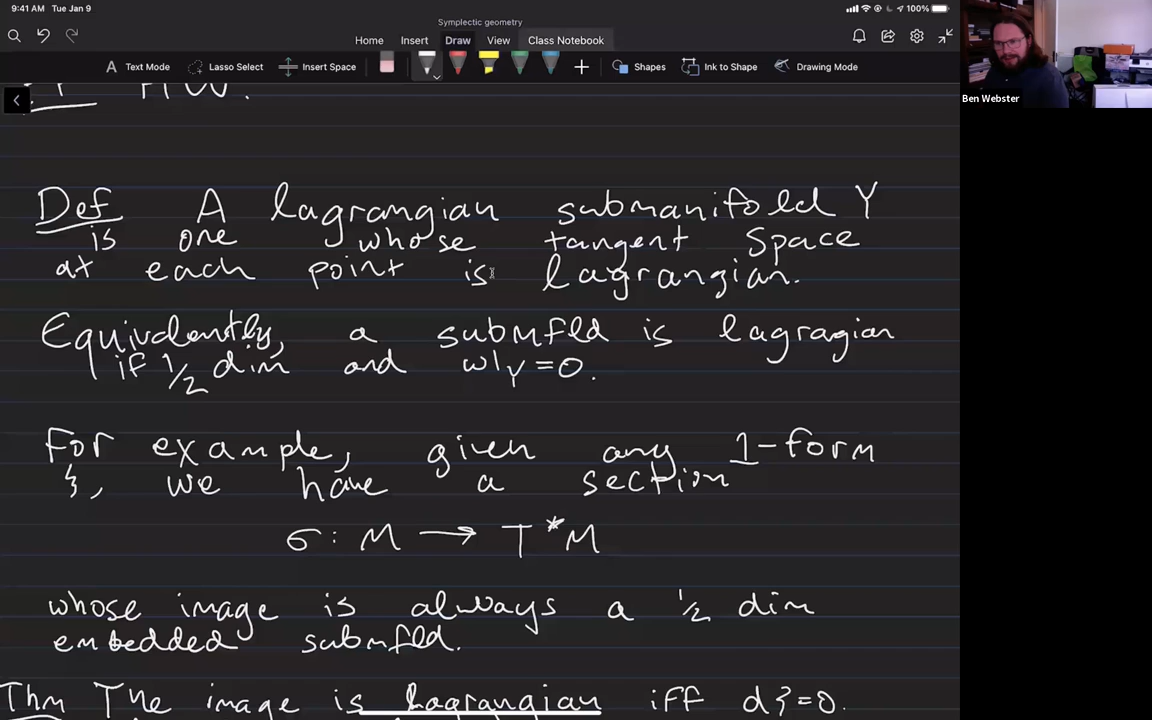 9:41 AM Tue Jan 9
100%
Symplectic geometry
Home Insert Draw View Class Notebook
Text Mode Lasso Select Insert Space Shapes Ink to Shape Drawing Mode
Ben Webster
Def A lagrangian submanifold Y
is one whose tangent space
at each point is lagrangian.
Equivalently, a submfld is lagragian
if 1/2 dim and ω|Y=0.
For example, given any 1-form
ξ, we have a section
σ: M → T*M
whose image is always a 1/2 dim
embedded submfld.
Thm The image is lagrangian iff dξ=0.